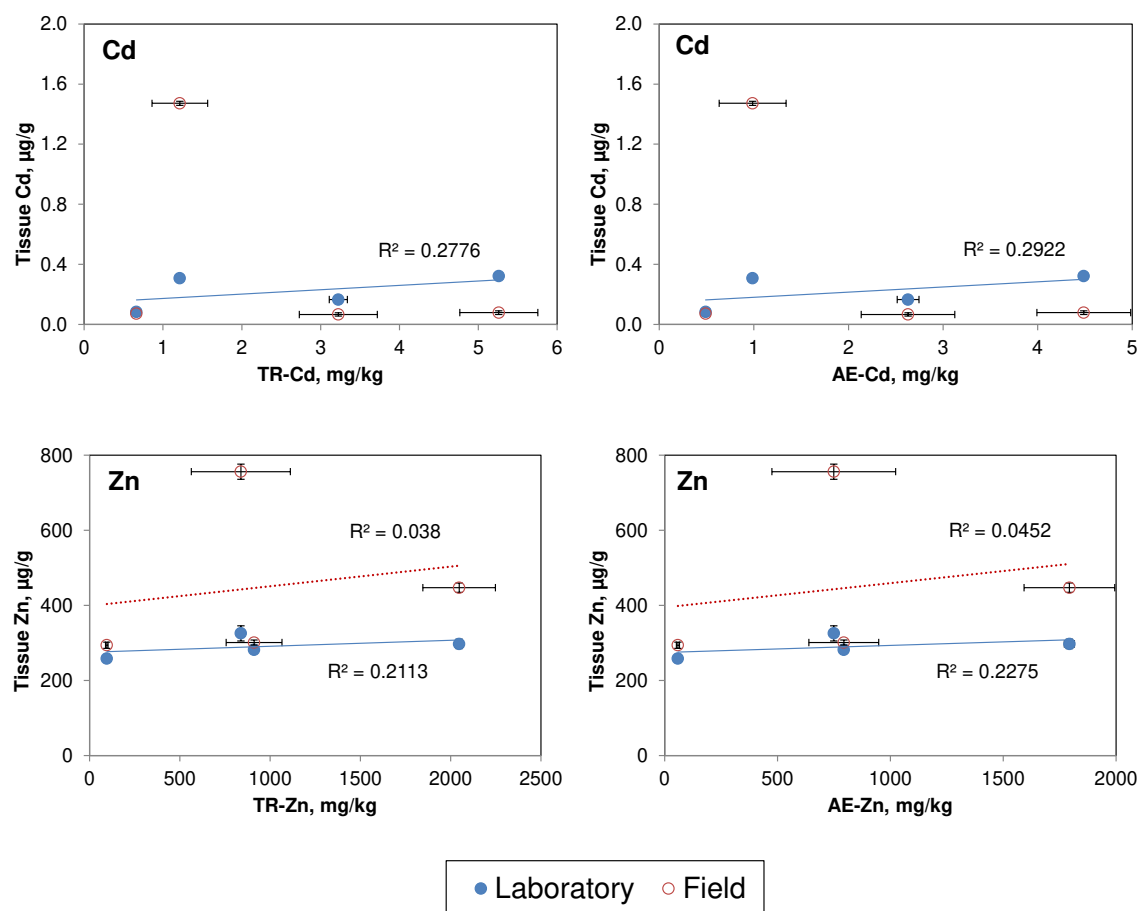 Cd
Tissue Cd, µg/g
2.0
1.6
1.2
0.8
0.4
0.0
R² = 0.2776
0 1 2 3 4 5 6
TR-Cd, mg/kg
Cd
Tissue Cd, µg/g
2.0
1.6
1.2
0.8
0.4
0.0
R² = 0.2922
0 1 2 3 4 5
AE-Cd, mg/kg
Zn
Tissue Zn, µg/g
800
600
400
200
0
R² = 0.038
R² = 0.2113
0 500 1000 1500 2000 2500
TR-Zn, mg/kg
Zn
Tissue Zn, µg/g
800
600
400
200
0
R² = 0.0452
R² = 0.2275
0 500 1000 1500 2000
AE-Zn, mg/kg
Laboratory Field